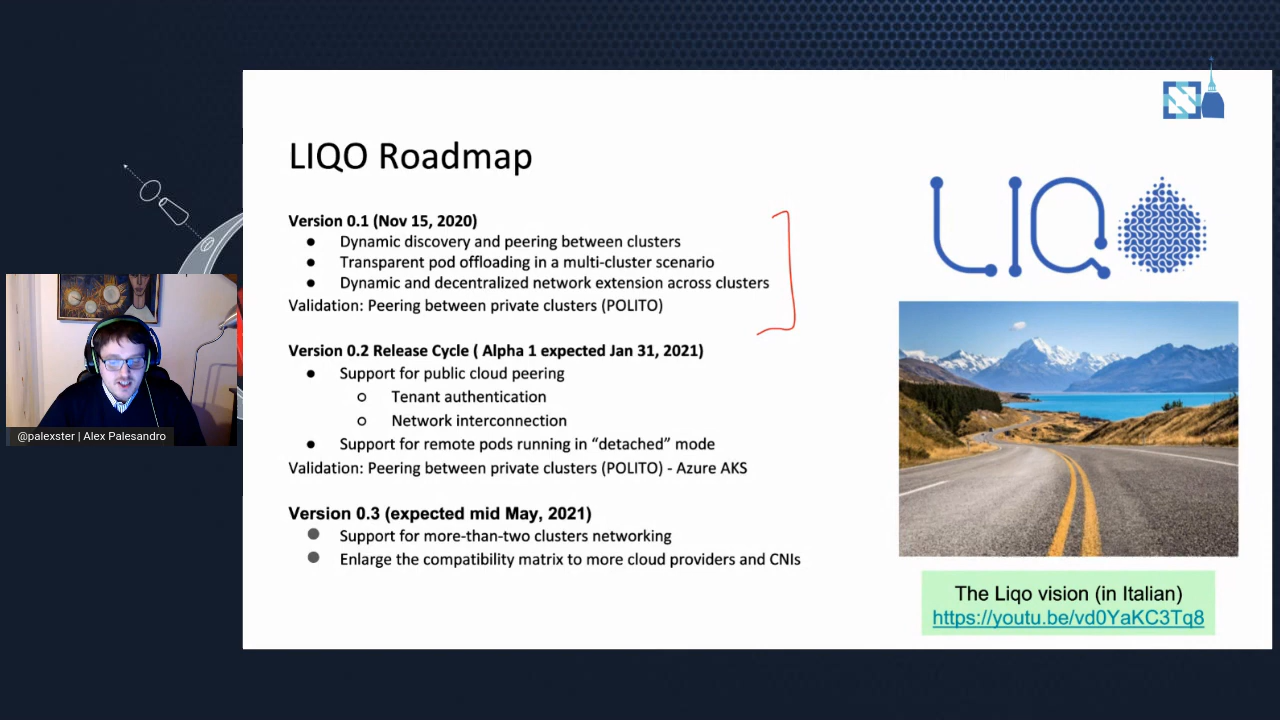 LIQO Roadmap
Version 0.1 (Nov 15, 2020)
● Dynamic discovery and peering between clusters
● Transparent pod offloading in a multi-cluster scenario
● Dynamic and decentralized network extension across clusters
Validation: Peering between private clusters (POLITO)
Version 0.2 Release Cycle ( Alpha 1 expected Jan 31, 2021)
● Support for public cloud peering
○ Tenant authentication
○ Network interconnection
● Support for remote pods running in “detached” mode
Validation: Peering between private clusters (POLITO) - Azure AKS
Version 0.3 (expected mid May, 2021)
● Support for more-than-two clusters networking
● Enlarge the compatibility matrix to more cloud providers and CNIs
LIQO
The Liqo vision (in Italian)
https://youtu.be/vd0YaKC3Tq8
@palexster | Alex Palesandro